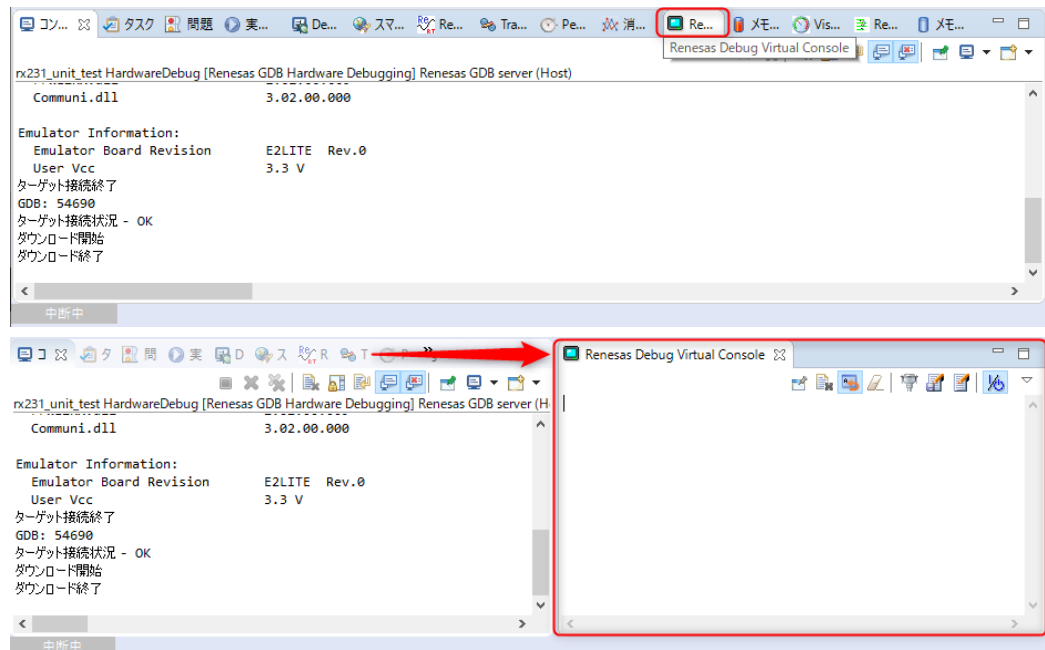 コン... タスク 問題 実... De... スマ... Re... Tra... Pe... 消... Re... メモ... Vis... Re... メモ...
Renesas Debug Virtual Console
rx231_unit_test HardwareDebug [Renesas GDB Hardware Debugging] Renesas GDB server (Host)
Communi.dll 3.02.00.000
Emulator Information:
Emulator Board Revision E2LITE Rev.0
User Vcc 3.3 V
ターゲット接続終了
GDB: 54690
ターゲット接続状況 - OK
ダウンロード開始
ダウンロード終了
中断中
コ タ 問 実 D ス R T
Renesas Debug Virtual Console
rx231_unit_test HardwareDebug [Renesas GDB Hardware Debugging] Renesas GDB server (H
Communi.dll 3.02.00.000
Emulator Information:
Emulator Board Revision E2LITE Rev.0
User Vcc 3.3 V
ターゲット接続終了
GDB: 54690
ターゲット接続状況 - OK
ダウンロード開始
ダウンロード終了
中断中